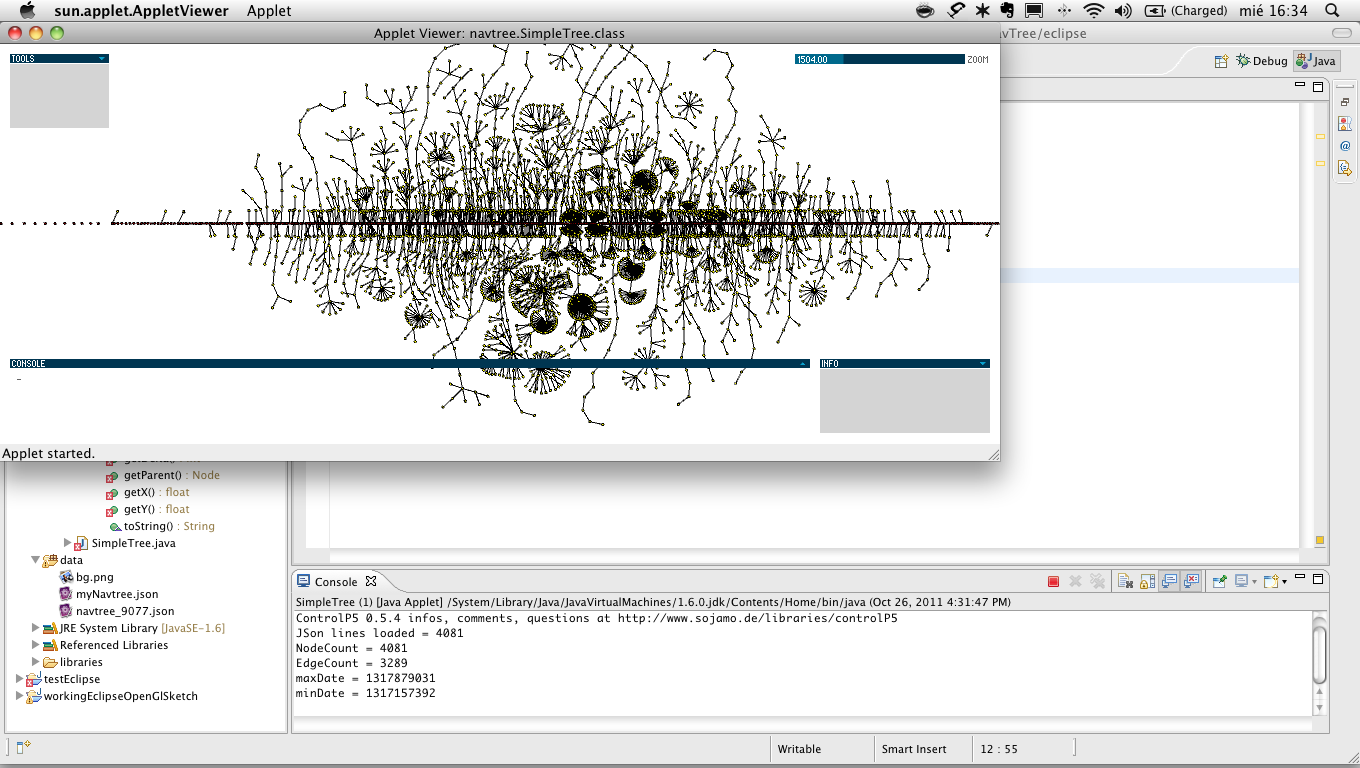 sun.applet.AppletViewer Applet (Charged) mié 16:34
Applet Viewer: navtree.SimpleTree.class
avTree/eclipse
TOOLS
1504.00 ZOOM
Debug Java
CONSOLE
INFO
Applet started.
getParent() : Node
getX() : float
getY() : float
toString() : String
SimpleTree.java
data
bg.png
myNavtree.json
navtree_9077.json
JRE System Library [JavaSE-1.6]
Referenced Libraries
libraries
testEclipse
workingEclipseOpenGlSketch
Console
SimpleTree (1) [Java Applet] /System/Library/Java/JavaVirtualMachines/1.6.0.jdk/Contents/Home/bin/java (Oct 26, 2011 4:31:47 PM)
ControlP5 0.5.4 infos, comments, questions at http://www.sojamo.de/libraries/controlP5
JSon lines loaded = 4081
NodeCount = 4081
EdgeCount = 3289
maxDate = 1317879031
minDate = 1317157392
Writable Smart Insert 12 : 55